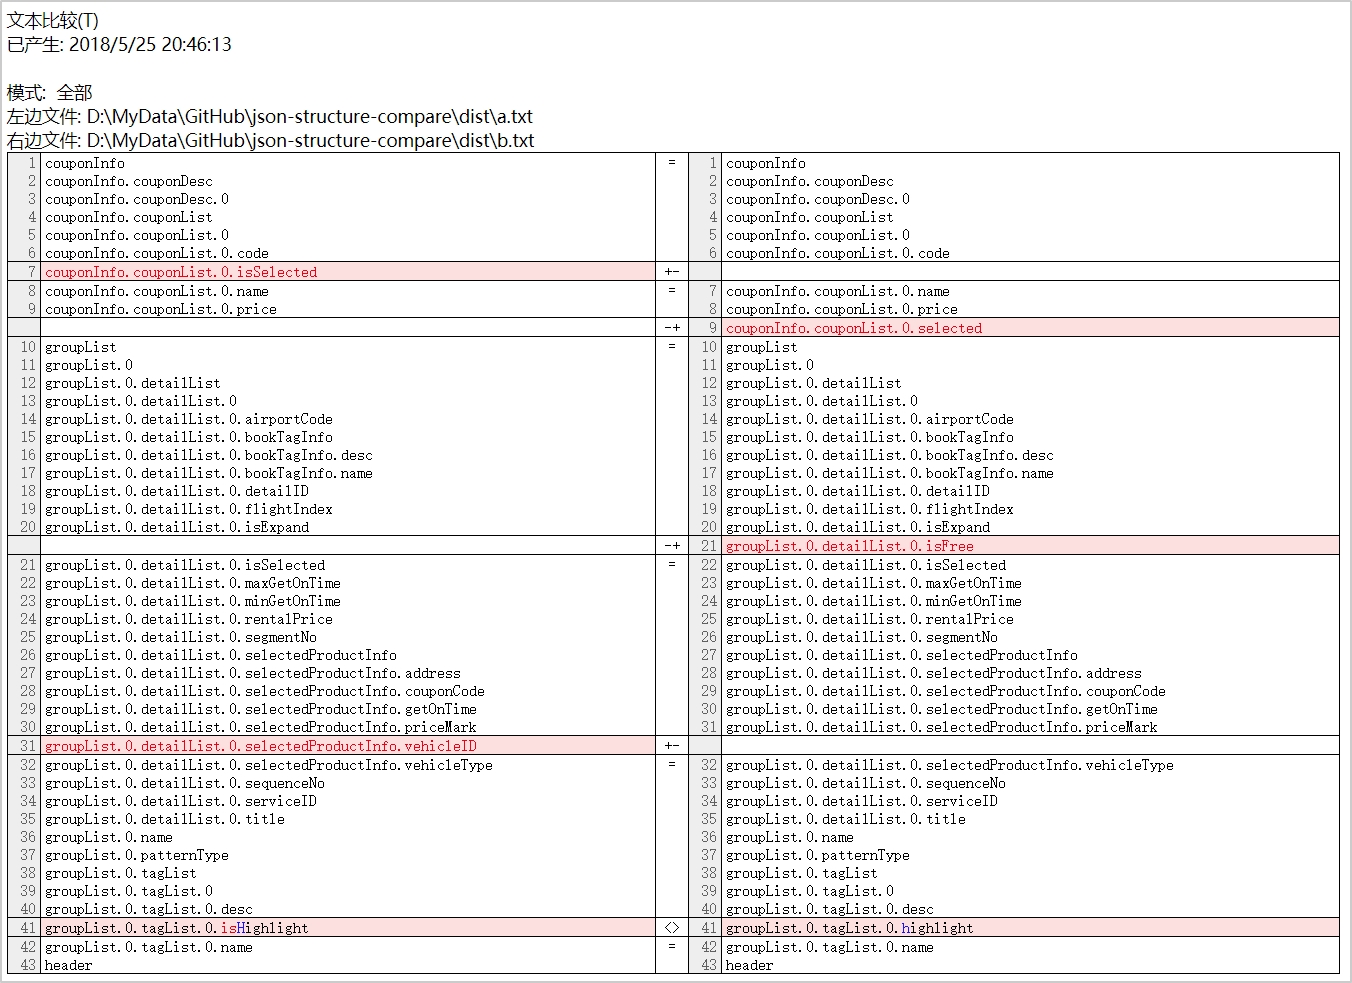 文本比较(T)
已产生: 2018/5/25 20:46:13
模式: 全部
左边文件: D:\MyData\GitHub\json-structure-compare\dist\a.txt
右边文件: D:\MyData\GitHub\json-structure-compare\dist\b.txt
1 couponInfo = 1 couponInfo
2 couponInfo.couponDesc 2 couponInfo.couponDesc
3 couponInfo.couponDesc.0 3 couponInfo.couponDesc.0
4 couponInfo.couponList 4 couponInfo.couponList
5 couponInfo.couponList.0 5 couponInfo.couponList.0
6 couponInfo.couponList.0.code 6 couponInfo.couponList.0.code
7 couponInfo.couponList.0.isSelected +-
8 couponInfo.couponList.0.name = 7 couponInfo.couponList.0.name
9 couponInfo.couponList.0.price 8 couponInfo.couponList.0.price
-+ 9 couponInfo.couponList.0.selected
10 groupList = 10 groupList
11 groupList.0 11 groupList.0
12 groupList.0.detailList 12 groupList.0.detailList
13 groupList.0.detailList.0 13 groupList.0.detailList.0
14 groupList.0.detailList.0.airportCode 14 groupList.0.detailList.0.airportCode
15 groupList.0.detailList.0.bookTagInfo 15 groupList.0.detailList.0.bookTagInfo
16 groupList.0.detailList.0.bookTagInfo.desc 16 groupList.0.detailList.0.bookTagInfo.desc
17 groupList.0.detailList.0.bookTagInfo.name 17 groupList.0.detailList.0.bookTagInfo.name
18 groupList.0.detailList.0.detailID 18 groupList.0.detailList.0.detailID
19 groupList.0.detailList.0.flightIndex 19 groupList.0.detailList.0.flightIndex
20 groupList.0.detailList.0.isExpand 20 groupList.0.detailList.0.isExpand
-+ 21 groupList.0.detailList.0.isFree
21 groupList.0.detailList.0.isSelected = 22 groupList.0.detailList.0.isSelected
22 groupList.0.detailList.0.maxGetOnTime 23 groupList.0.detailList.0.maxGetOnTime
23 groupList.0.detailList.0.minGetOnTime 24 groupList.0.detailList.0.minGetOnTime
24 groupList.0.detailList.0.rentalPrice 25 groupList.0.detailList.0.rentalPrice
25 groupList.0.detailList.0.segmentNo 26 groupList.0.detailList.0.segmentNo
26 groupList.0.detailList.0.selectedProductInfo 27 groupList.0.detailList.0.selectedProductInfo
27 groupList.0.detailList.0.selectedProductInfo.address 28 groupList.0.detailList.0.selectedProductInfo.address
28 groupList.0.detailList.0.selectedProductInfo.couponCode 29 groupList.0.detailList.0.selectedProductInfo.couponCode
29 groupList.0.detailList.0.selectedProductInfo.getOnTime 30 groupList.0.detailList.0.selectedProductInfo.getOnTime
30 groupList.0.detailList.0.selectedProductInfo.priceMark 31 groupList.0.detailList.0.selectedProductInfo.priceMark
31 groupList.0.detailList.0.selectedProductInfo.vehicleID +-
32 groupList.0.detailList.0.selectedProductInfo.vehicleType = 32 groupList.0.detailList.0.selectedProductInfo.vehicleType
33 groupList.0.detailList.0.sequenceNo 33 groupList.0.detailList.0.sequenceNo
34 groupList.0.detailList.0.serviceID 34 groupList.0.detailList.0.serviceID
35 groupList.0.detailList.0.title 35 groupList.0.detailList.0.title
36 groupList.0.name 36 groupList.0.name
37 groupList.0.patternType 37 groupList.0.patternType
38 groupList.0.tagList 38 groupList.0.tagList
39 groupList.0.tagList.0 39 groupList.0.tagList.0
40 groupList.0.tagList.0.desc 40 groupList.0.tagList.0.desc
41 groupList.0.tagList.0.isHighlight <> 41 groupList.0.tagList.0.highlight
42 groupList.0.tagList.0.name = 42 groupList.0.tagList.0.name
43 header 43 header